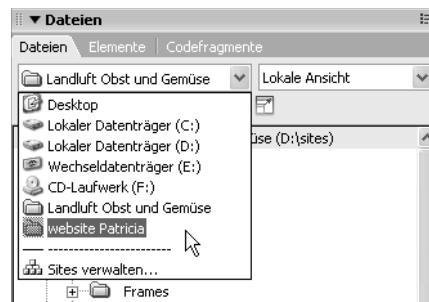 Dateien
Dateien Elemente Codefragmente
Landluft Obst und Gemüse Lokale Ansicht
Desktop
Lokaler Datenträger (C:)
üse (D:\sites)
Lokaler Datenträger (D:)
Wechseldatenträger (E:)
CD-Laufwerk (F:)
Landluft Obst und Gemüse
website Patricia
Sites verwalten...
Frames